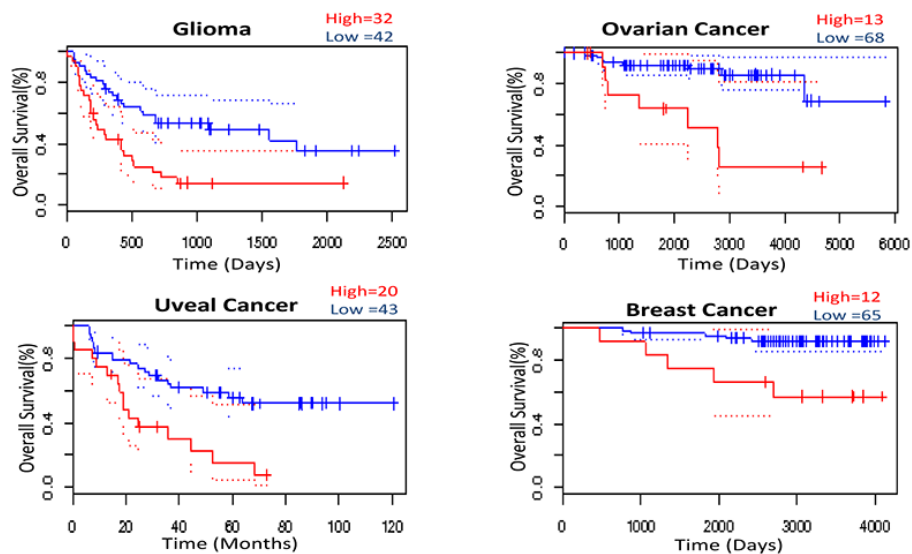 Glioma
High=32
Low =42
Overall Survival(%)
0.8
0.4
0.0
0 500 1000 1500 2000 2500
Time (Days)
Ovarian Cancer
High=13
Low =68
Overall Survival(%)
0.8
0.4
0.0
0 1000 2000 3000 4000 5000 6000
Time (Days)
Uveal Cancer
High=20
Low =43
Overall Survival(%)
0.8
0.4
0.0
0 20 40 60 80 100 120
Time (Months)
Breast Cancer
High=12
Low =65
Overall Survival(%)
0.8
0.4
0.0
0 1000 2000 3000 4000
Time (Days)